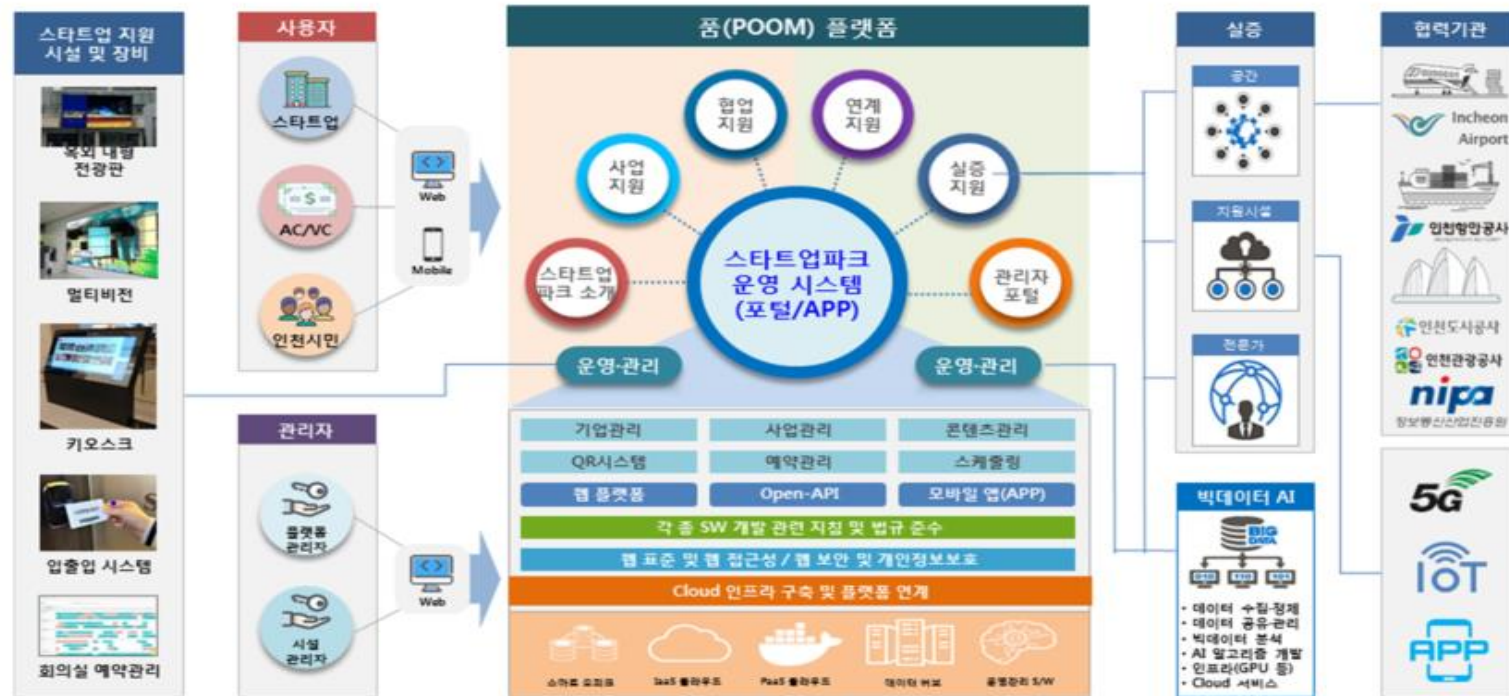 스타트업 지원
시설 및 장비
옥외 대형
전광판
멀티비전
키오스크
입출입 시스템
회의실 예약관리
사용자
스타트업
AC/VC
인천시민
Web
Mobile
관리자
플랫폼
관리자
시설
관리자
Web
품(POOM) 플랫폼
스타트업
파크 소개
사업
지원
협업
지원
연계
지원
실증
지원
관리자
포털
스타트업파크
운영 시스템
(포털/APP)
운영·관리
운영·관리
기업관리
사업관리
콘텐츠관리
QR시스템
예약관리
스케줄링
웹 플랫폼
Open-API
모바일 앱(APP)
각 종 SW 개발 관련 지침 및 법규 준수
웹 표준 및 웹 접근성 / 웹 보안 및 개인정보보호
Cloud 인프라 구축 및 플랫폼 연계
스마트 오피스
IaaS 클라우드
PaaS 클라우드
데이터 허브
운영관리 S/W
실증
공간
지원시설
전문가
빅데이터 AI
BIG
DATA
010
110
101
• 데이터 수집·정제
• 데이터 공유·관리
• 빅데이터 분석
• AI 알고리즘 개발
• 인프라(GPU 등)
• Cloud 서비스
협력기관
Incheon
Airport
인천항만공사
인천도시공사
인천관광공사
nipa
정보통신산업진흥원
5G
IoT
APP